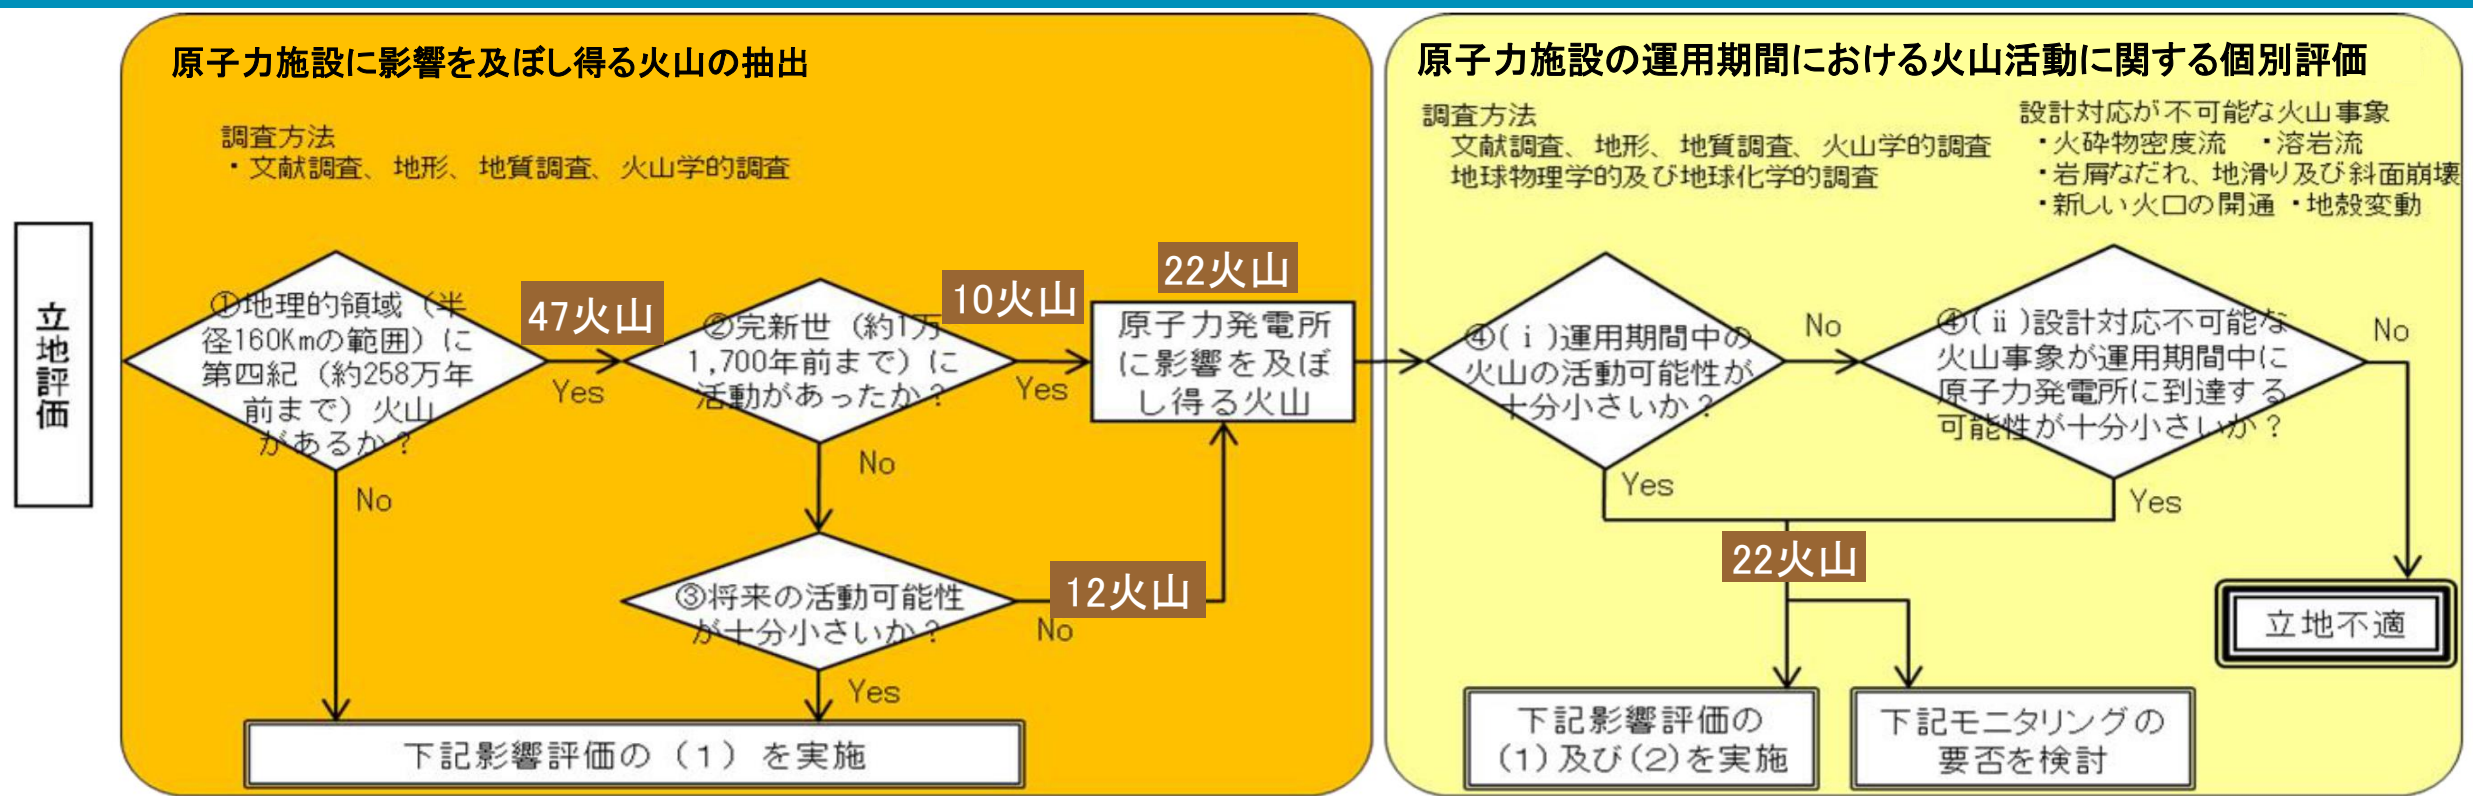 立地評価
原子力施設に影響を及ぼし得る火山の抽出
調査方法
・文献調査、地形、地質調査、火山学的調査
①地理的領域（半
径160Kmの範囲）に
第四紀（約258万年
前まで）火山
があるか？
Yes
No
47火山
②完新世（約1万
1,700年前まで）に
活動があったか？
Yes
No
10火山
③将来の活動可能性
が十分小さいか？
No
Yes
12火山
22火山
原子力発電所
に影響を及ぼ
し得る火山
下記影響評価の（1）を実施
原子力施設の運用期間における火山活動に関する個別評価
調査方法
文献調査、地形、地質調査、火山学的調査
地球物理学的及び地球化学的調査
設計対応が不可能な火山事象
・火砕物密度流　・溶岩流
・岩屑なだれ、地滑り及び斜面崩壊
・新しい火口の開通・地殻変動
④(ⅰ)運用期間中の
火山の活動可能性が
十分小さいか？
No
Yes
④(ⅱ)設計対応不可能な
火山事象が運用期間中に
原子力発電所に到達する
可能性が十分小さいか？
No
Yes
22火山
立地不適
下記影響評価の
(1)及び(2)を実施
下記モニタリングの
要否を検討